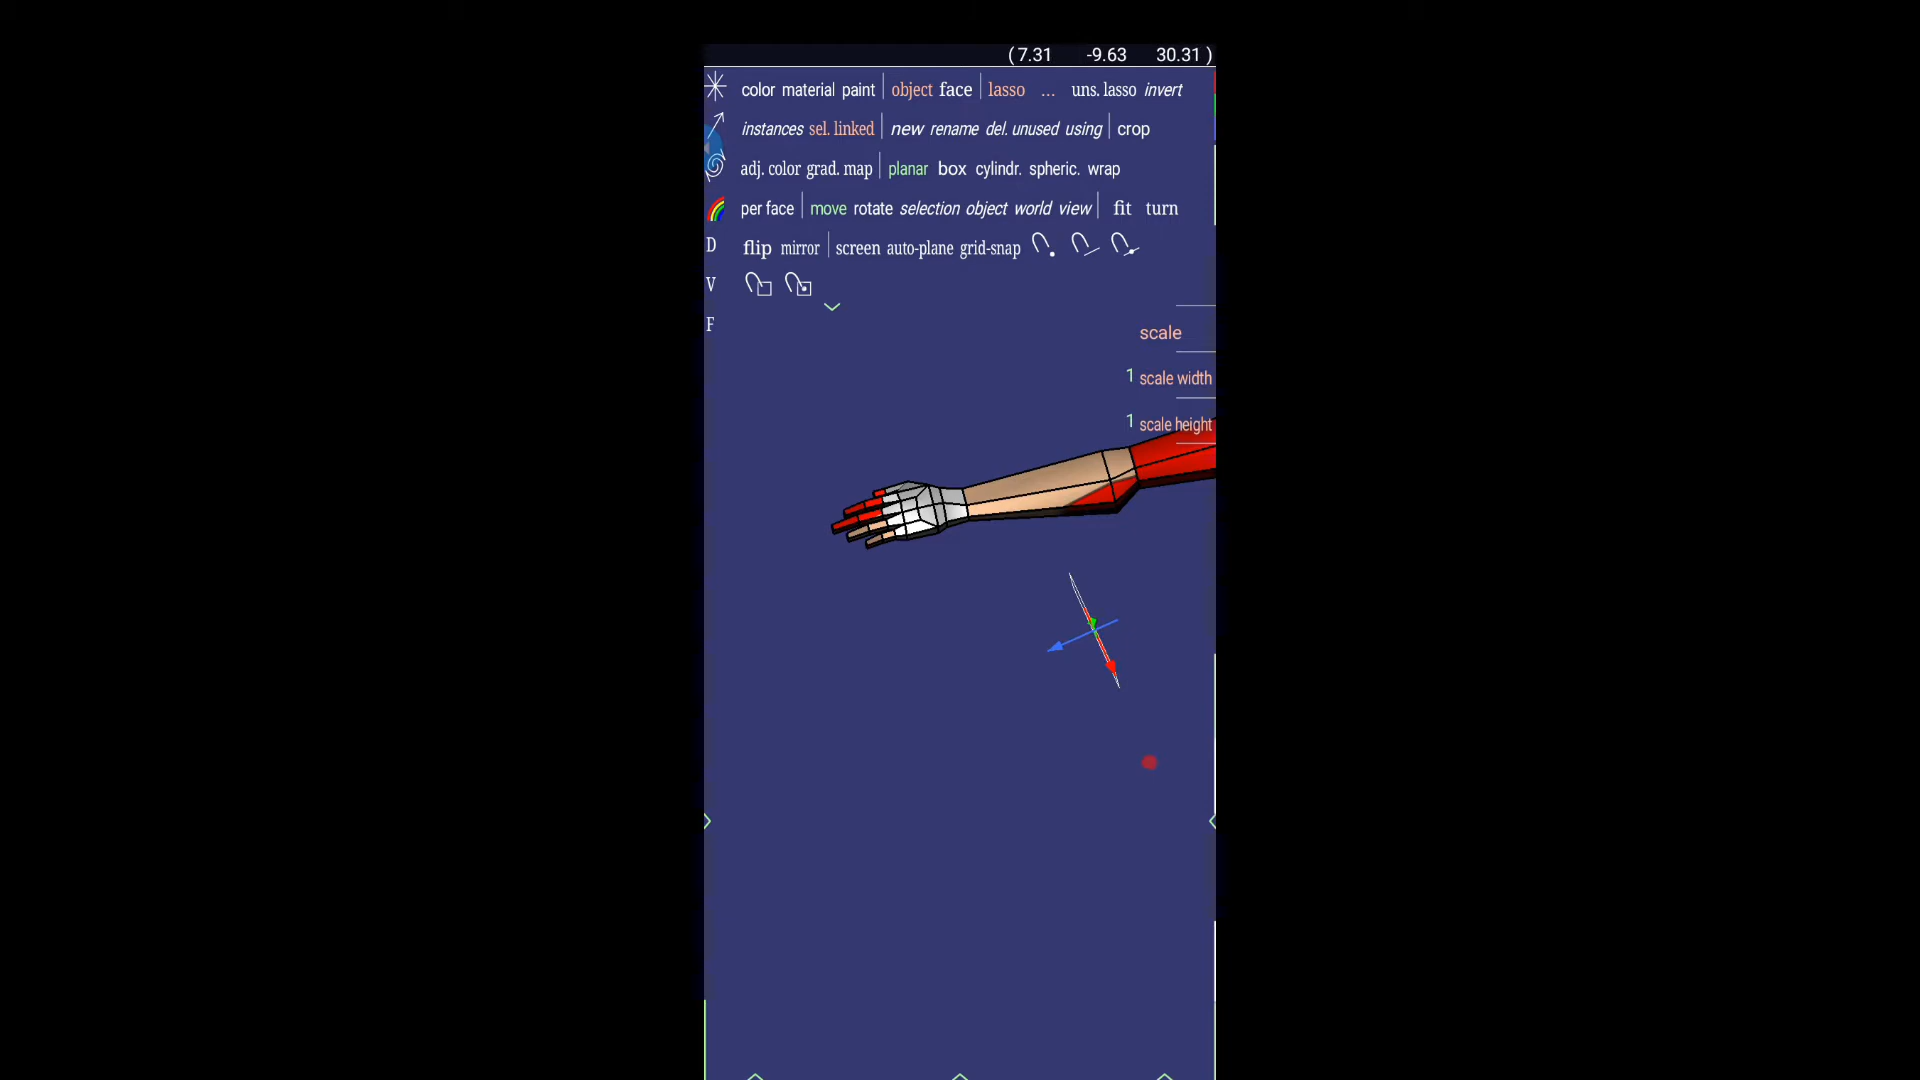 ( 7.31 -9.63 30.31 )
color material paint | object face | lasso ... uns. lasso invert
instances sel. linked | new rename del. unused using | crop
adj. color grad. map | planar box cylindr. spheric. wrap
per face | move rotate selection object world view | fit turn
D flip mirror | screen auto-plane grid-snap
V
F
scale
1 scale width
1 scale height